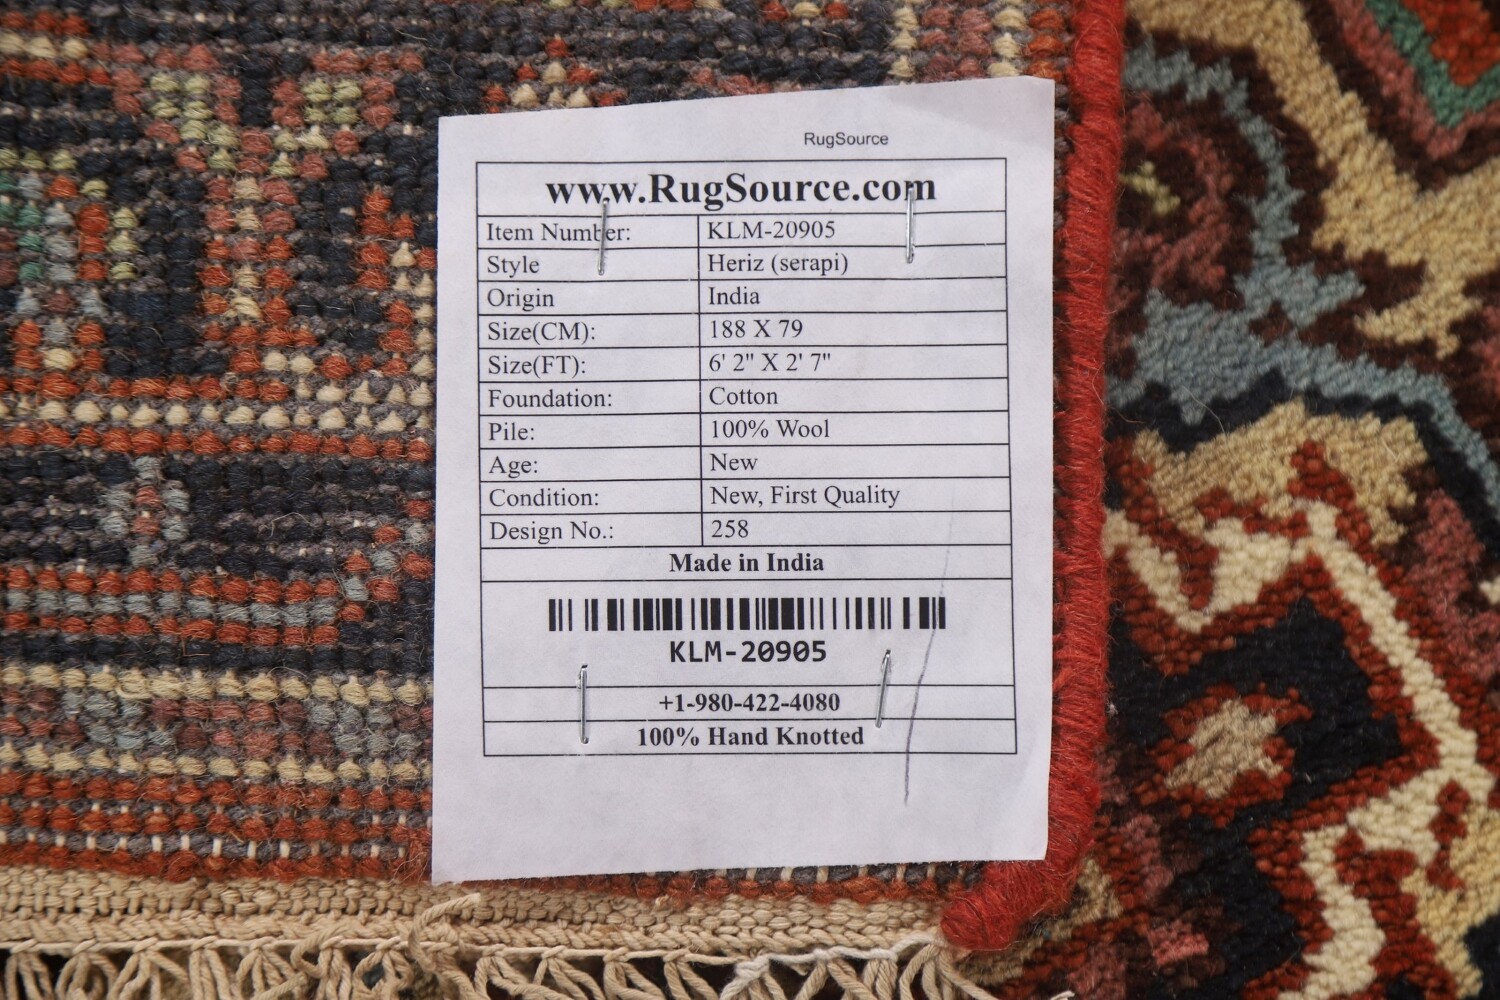 RugSource
www.RugSource.com
Item Number: KLM-20905
Style Heriz (serapi)
Origin India
Size(CM): 188 X 79
Size(FT): 6' 2" X 2' 7"
Foundation: Cotton
Pile: 100% Wool
Age: New
Condition: New, First Quality
Design No.: 258
Made in India
KLM-20905
+1-980-422-4080
100% Hand Knotted